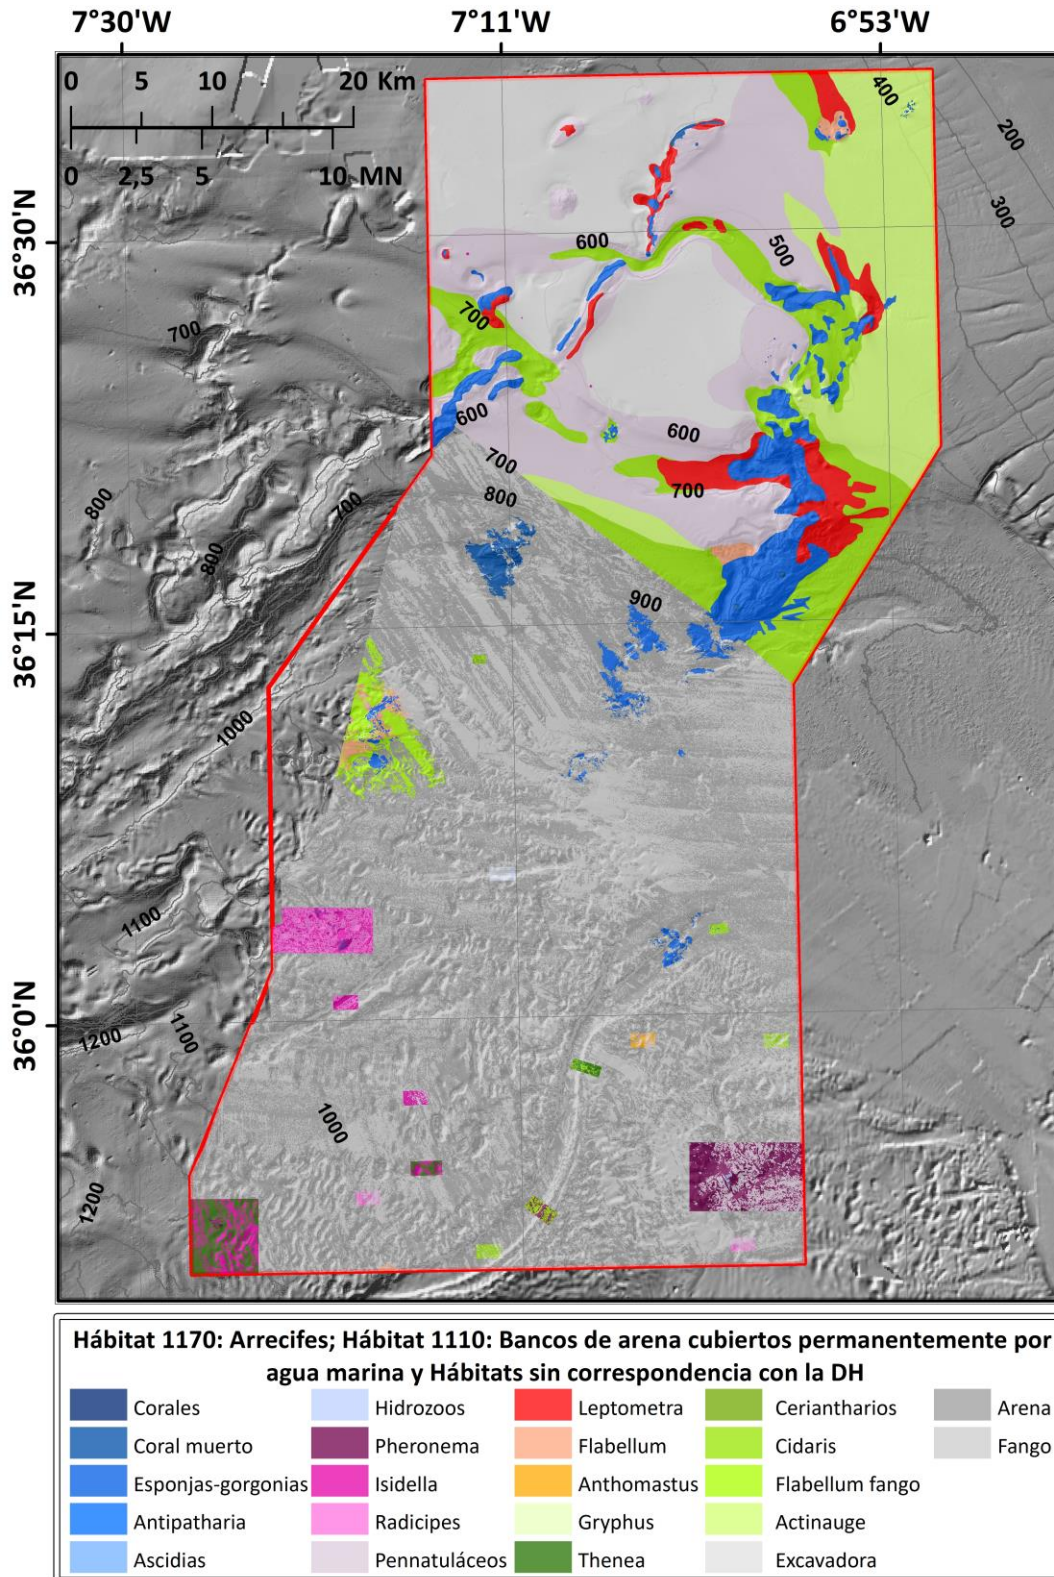 7°30'W 7°11'W 6°53'W
0 5 10 20 Km
0 2,5 5 10 MN
400
200
300
36°30'N
600
500
700
700
600
600
700
700
800
800
700
800
900
36°15'N
1000
1100
36°0'N
1200
1100
1000
1200
Hábitat 1170: Arrecifes; Hábitat 1110: Bancos de arena cubiertos permanentemente por
agua marina y Hábitats sin correspondencia con la DH
Corales Hidrozoos Leptometra Ceriantharios Arena
Coral muerto Pheronema Flabellum Cidaris Fango
Esponjas-gorgonias Isidella Anthomastus Flabellum fango
Antipatharia Radicipes Gryphus Actinauge
Ascidias Pennatuláceos Thenea Excavadora